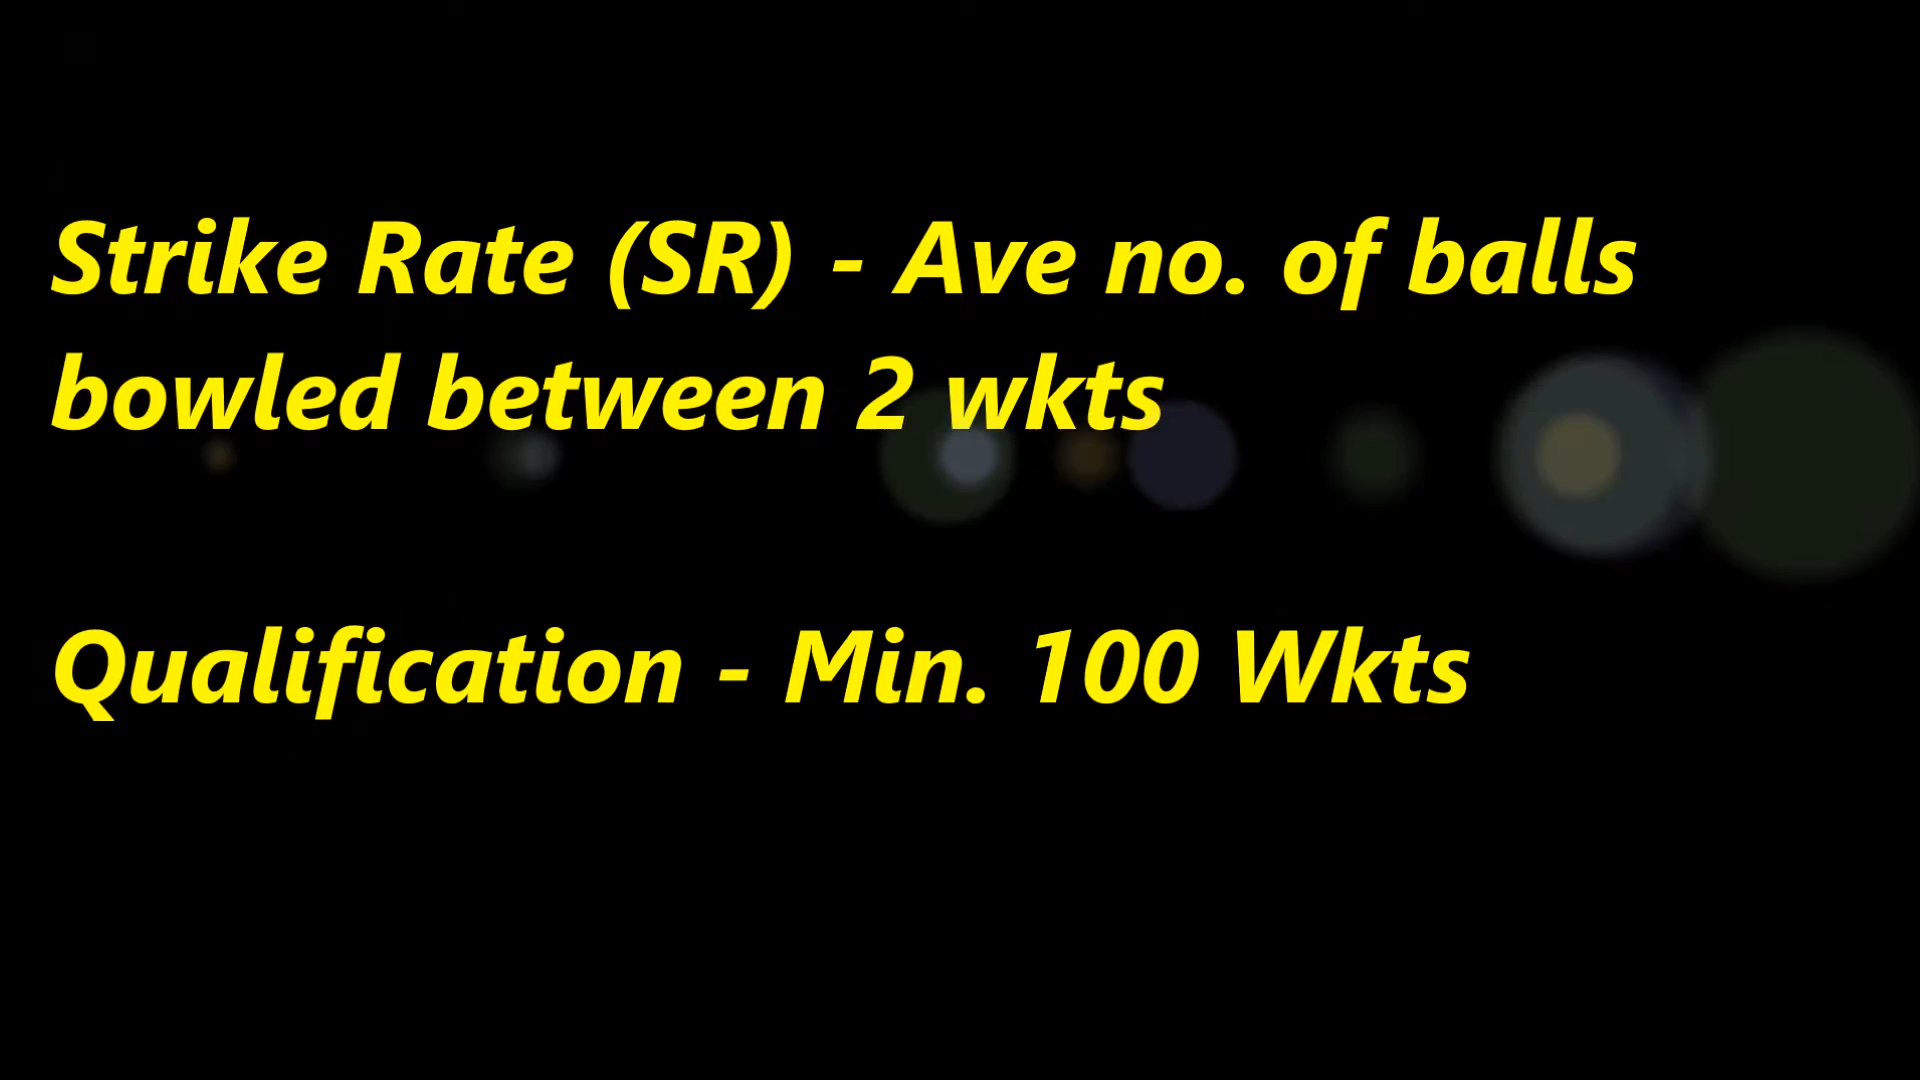 Strike Rate (SR) - Ave no. of balls
bowled between 2 wkts
Qualification - Min. 100 Wkts